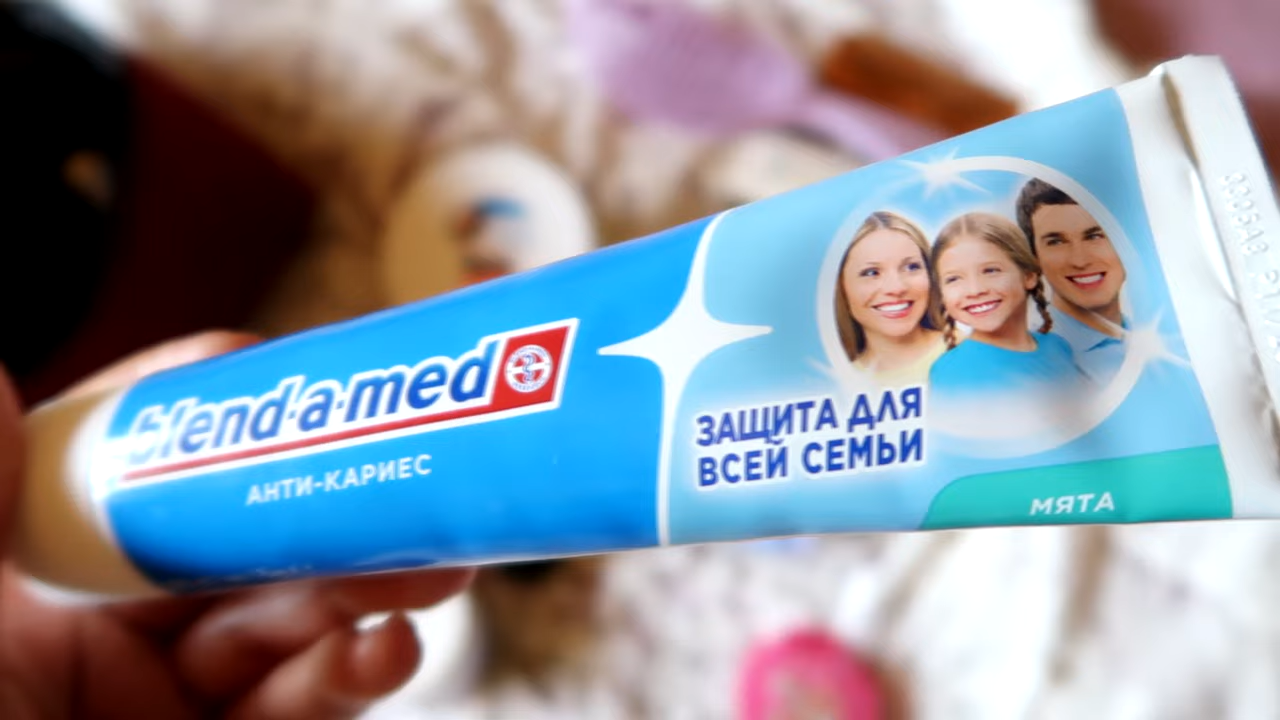 blend-a-med
АНТИ-КАРИЕС
ЗАЩИТА ДЛЯ
ВСЕЙ СЕМЬИ
МЯТА